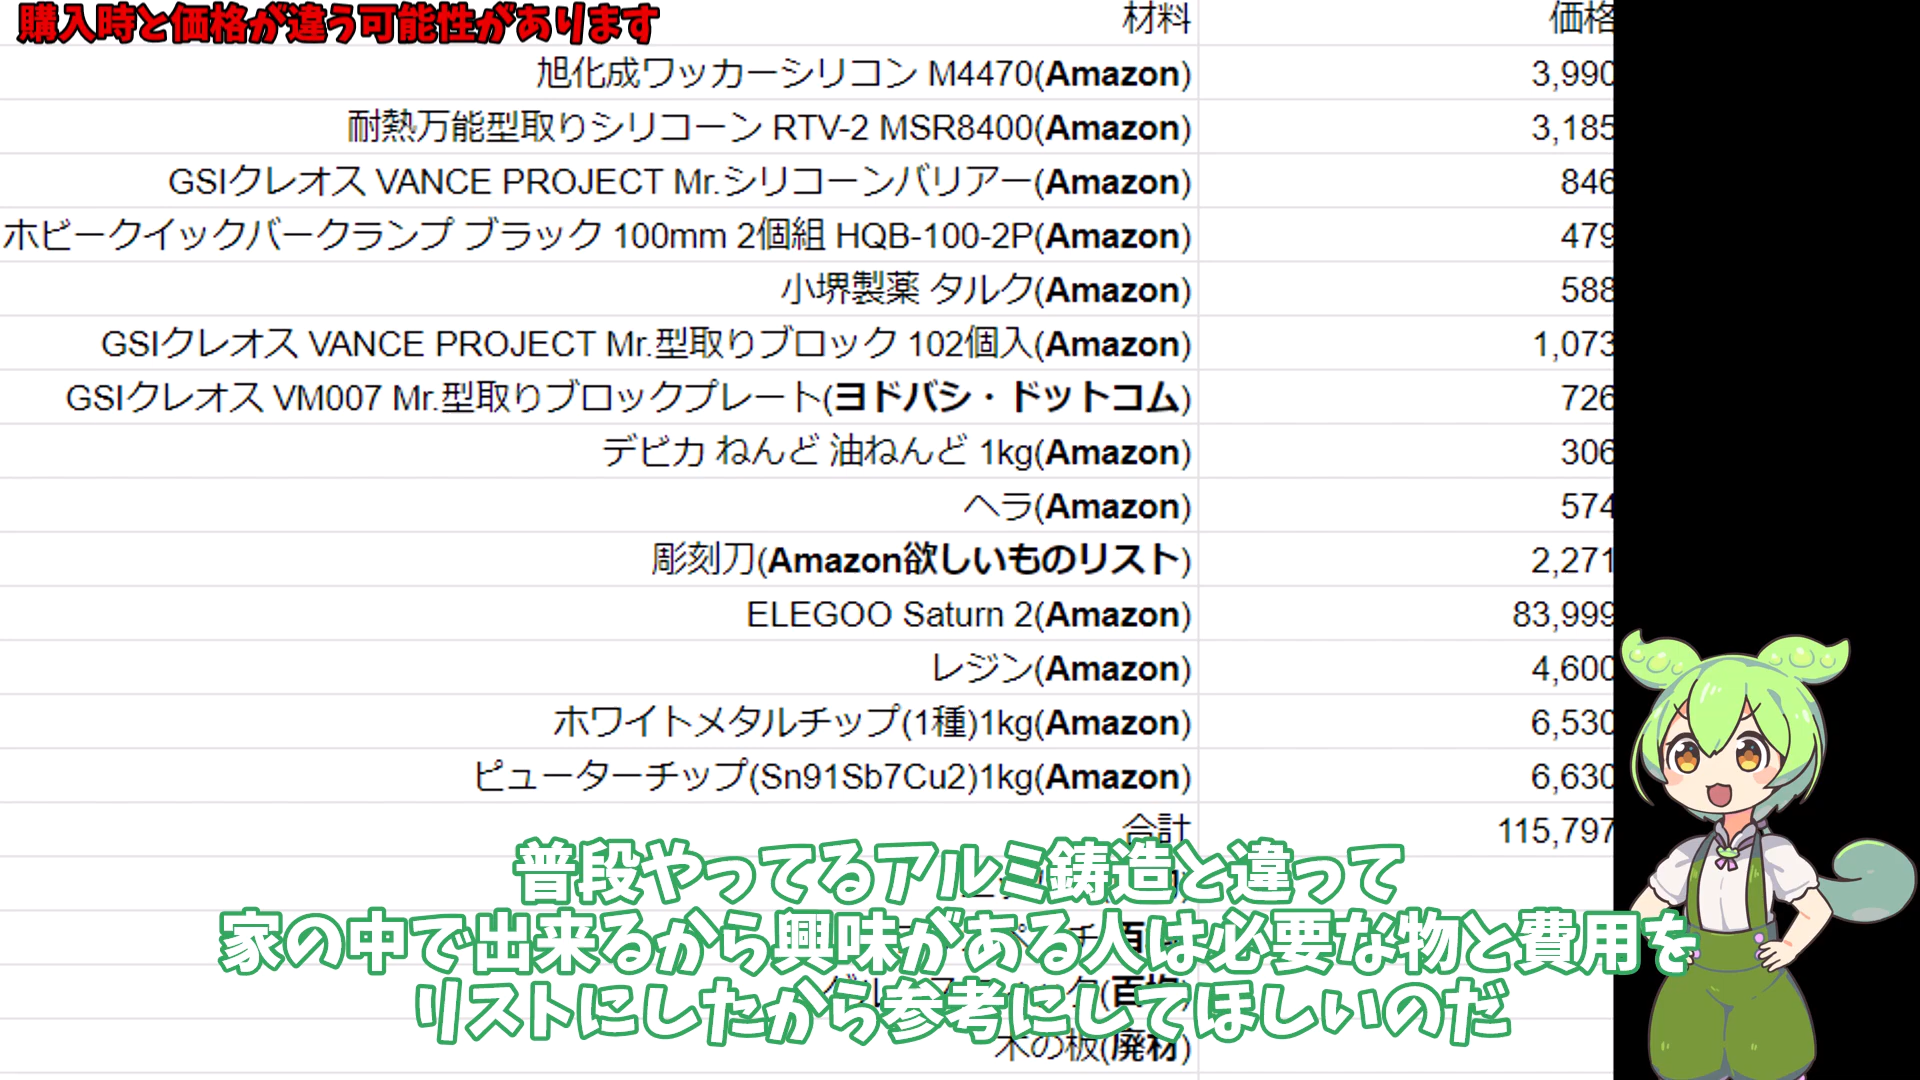 購入時と価格が違う可能性があります
材料 価格
旭化成ワッカーシリコン M4470(Amazon) 3,990
耐熱万能型取りシリコーン RTV-2 MSR8400(Amazon) 3,185
GSIクレオス VANCE PROJECT Mr.シリコーンバリアー(Amazon) 846
ホビークイックバークランプ ブラック 100mm 2個組 HQB-100-2P(Amazon) 479
小堺製薬 タルク(Amazon) 588
GSIクレオス VANCE PROJECT Mr.型取りブロック 102個入(Amazon) 1,073
GSIクレオス VM007 Mr.型取りブロックプレート(ヨドバシ・ドットコム) 726
デビカ ねんど 油ねんど 1kg(Amazon) 306
ヘラ(Amazon) 574
彫刻刀(Amazon欲しいものリスト) 2,271
ELEGOO Saturn 2(Amazon) 83,999
レジン(Amazon) 4,600
ホワイトメタルチップ(1種)1kg(Amazon) 6,530
ピューターチップ(Sn91Sb7Cu2)1kg(Amazon) 6,630
合計 115,797
普段やってるアルミ鋳造と違って
家の中で出来るから興味がある人は必要な物と費用を
リストにしたから参考にしてほしいのだ
木の板(廃材)